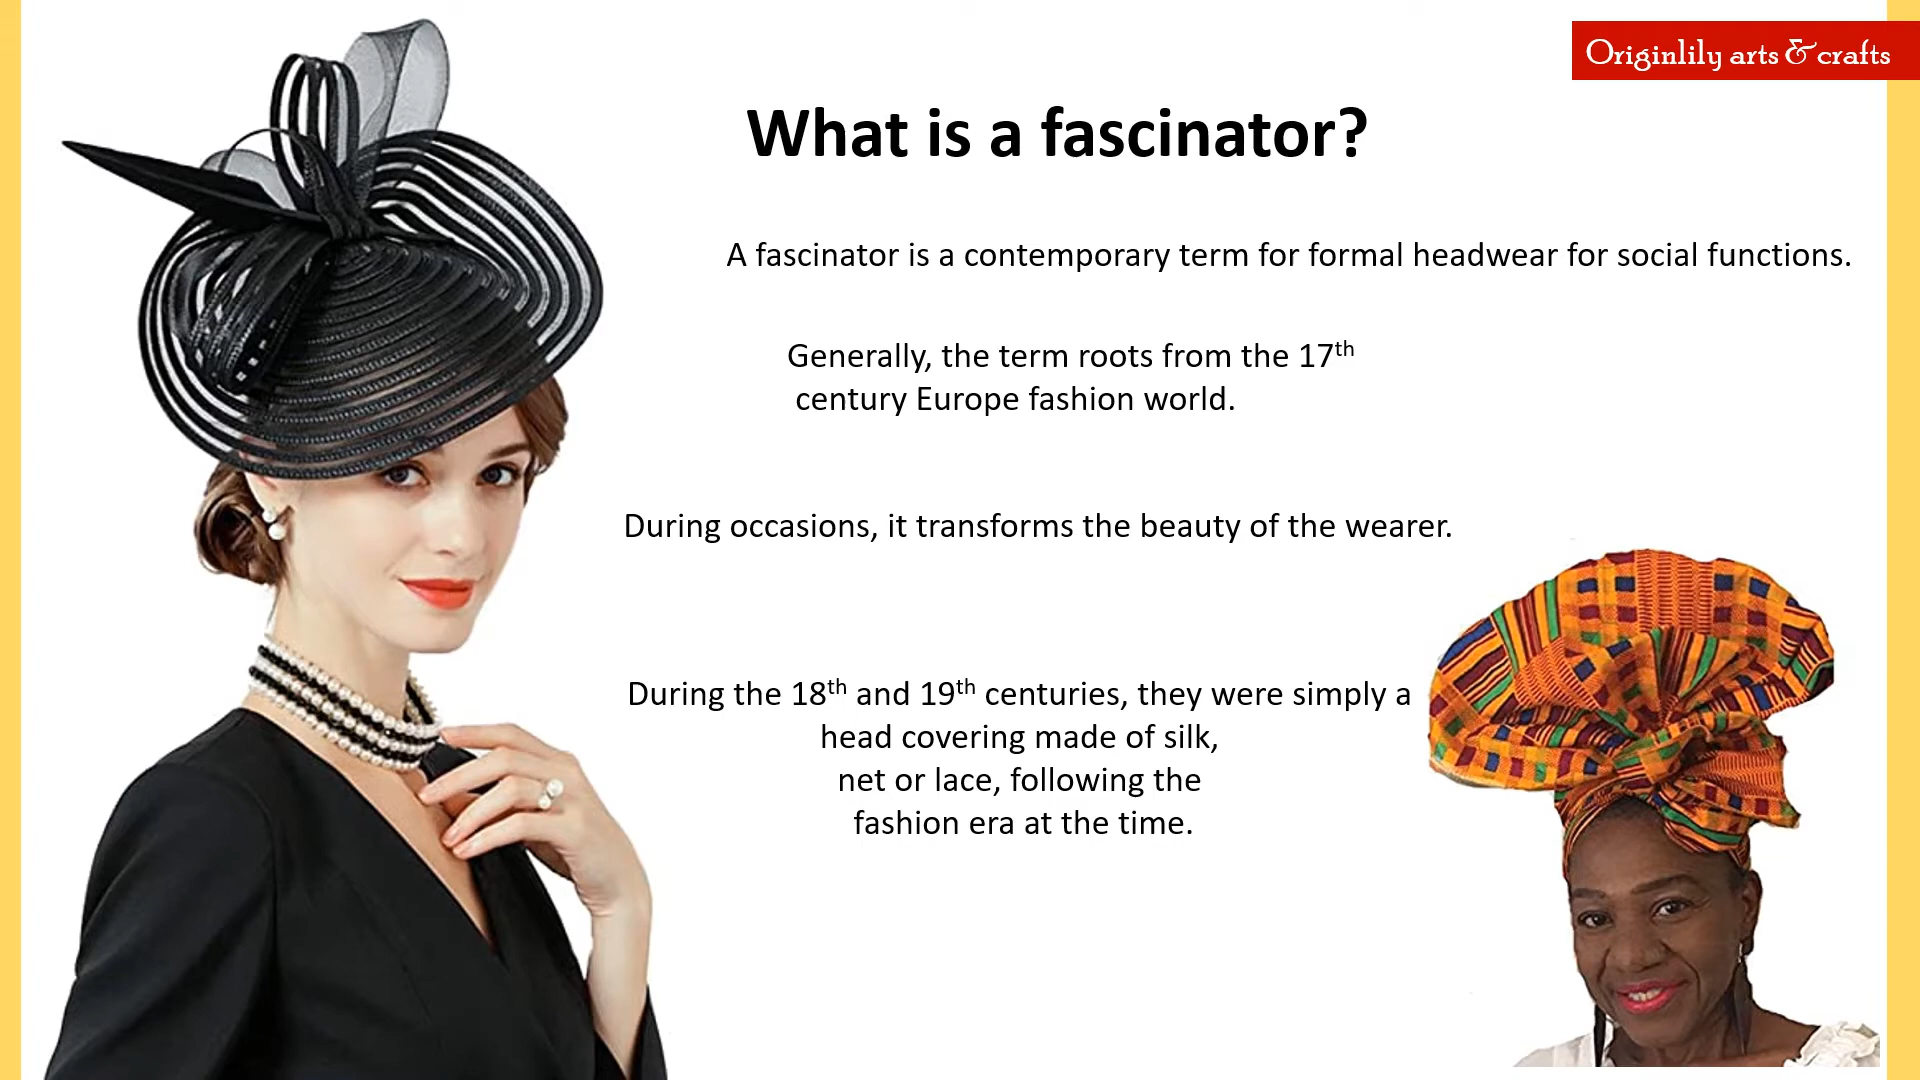 Originlily arts & crafts
What is a fascinator?
A fascinator is a contemporary term for formal headwear for social functions.
Generally, the term roots from the 17th
century Europe fashion world.
During occasions, it transforms the beauty of the wearer.
During the 18th and 19th centuries, they were simply a
head covering made of silk,
net or lace, following the
fashion era at the time.